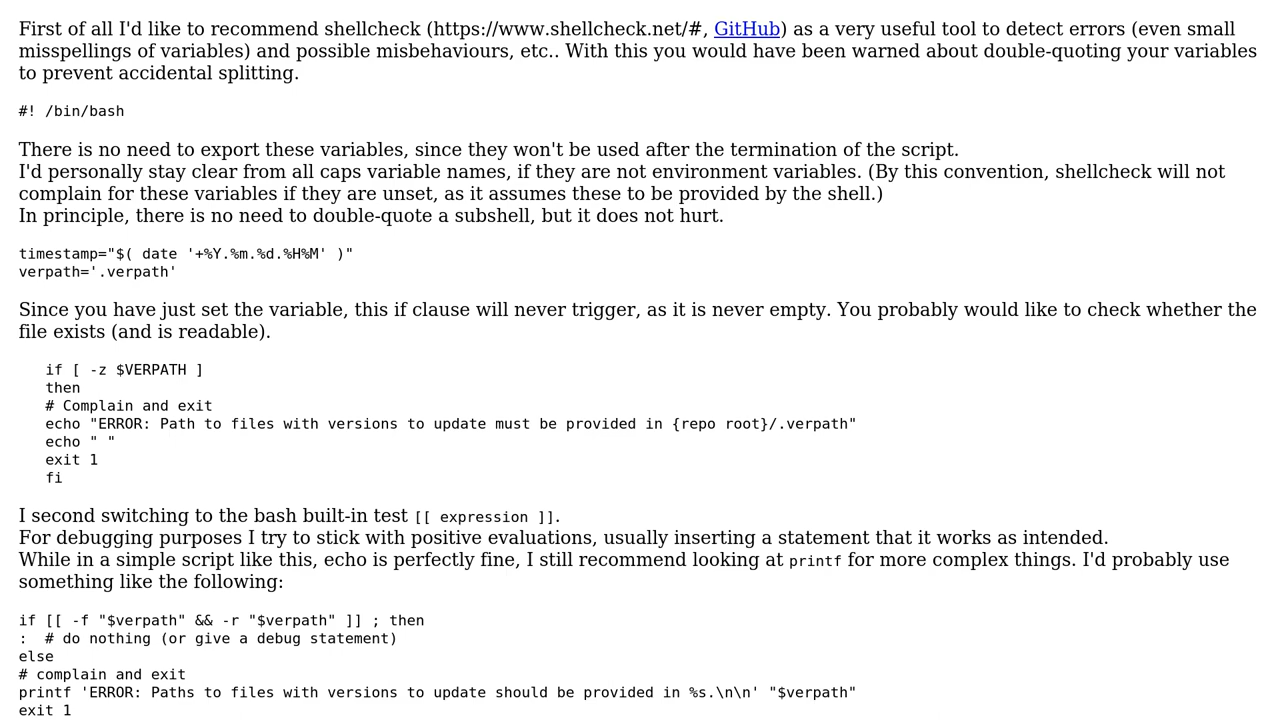 First of all I'd like to recommend shellcheck (https://www.shellcheck.net/#, GitHub) as a very useful tool to detect errors (even small
misspellings of variables) and possible misbehaviours, etc.. With this you would have been warned about double-quoting your variables
to prevent accidental splitting.
#! /bin/bash
There is no need to export these variables, since they won't be used after the termination of the script.
I'd personally stay clear from all caps variable names, if they are not environment variables. (By this convention, shellcheck will not
complain for these variables if they are unset, as it assumes these to be provided by the shell.)
In principle, there is no need to double-quote a subshell, but it does not hurt.
timestamp="$( date '+%Y.%m.%d.%H%M' )"
verpath='.verpath'
Since you have just set the variable, this if clause will never trigger, as it is never empty. You probably would like to check whether the
file exists (and is readable).
   if [ -z $VERPATH ]
   then
   # Complain and exit
   echo "ERROR: Path to files with versions to update must be provided in {repo root}/.verpath"
   echo " "
   exit 1
   fi
I second switching to the bash built-in test [[ expression ]].
For debugging purposes I try to stick with positive evaluations, usually inserting a statement that it works as intended.
While in a simple script like this, echo is perfectly fine, I still recommend looking at printf for more complex things. I'd probably use
something like the following:
if [[ -f "$verpath" && -r "$verpath" ]] ; then
:  # do nothing (or give a debug statement)
else
# complain and exit
printf 'ERROR: Paths to files with versions to update should be provided in %s.\n\n' "$verpath"
exit 1